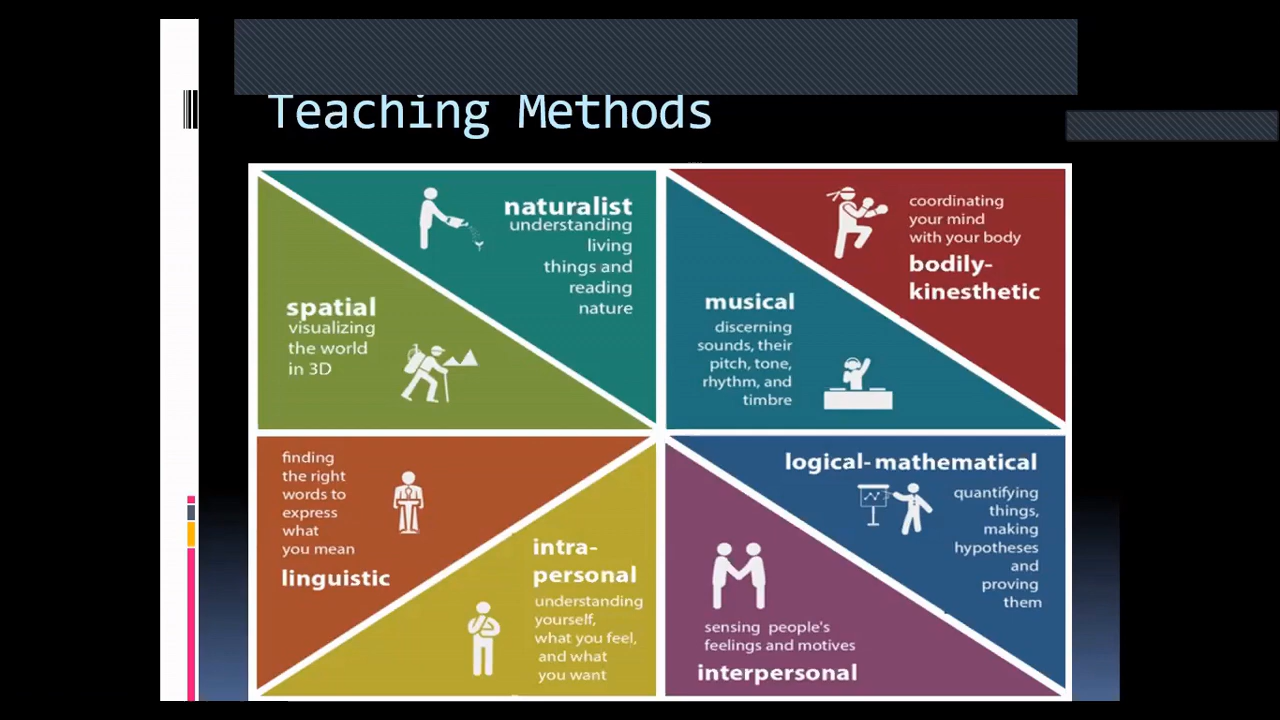 Teaching Methods
naturalist
understanding
living
things and
reading
nature
spatial
visualizing
the world
in 3D
coordinating
your mind
with your body
bodily-
kinesthetic
musical
discerning
sounds, their
pitch, tone,
rhythm, and
timbre
finding
the right
words to
express
what
you mean
linguistic
intra-
personal
understanding
yourself,
what you feel,
and what
you want
logical-mathematical
quantifying
things,
making
hypotheses
and
proving
them
sensing people's
feelings and motives
interpersonal